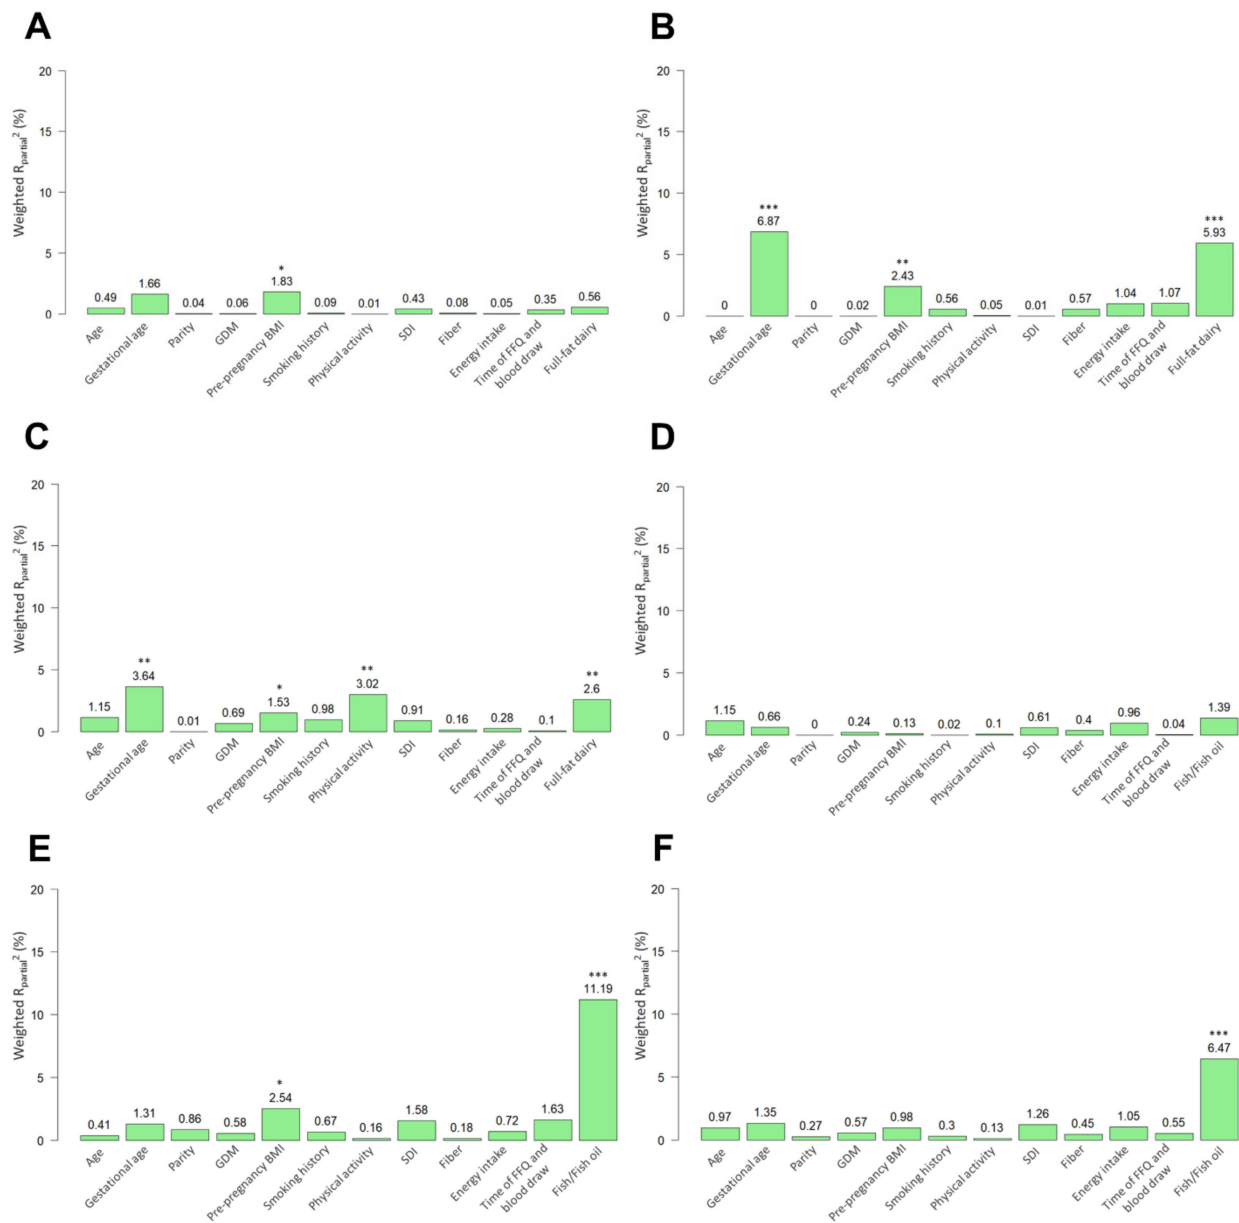 A
Weighted Rpartial2 (%)
20
15
10
5
0
0.49
1.66
0.04
0.06
*
1.83
0.09
0.01
0.43
0.08
0.05
0.35
0.56
Age
Gestational age
Parity
GDM
Pre-pregnancy BMI
Smoking history
Physical activity
SDI
Fiber
Energy intake
Time of FFQ and
blood draw
Full-fat dairy
B
Weighted Rpartial2 (%)
20
15
10
5
0
0
***
6.87
0
0.02
**
2.43
0.56
0.05
0.01
0.57
1.04
1.07
***
5.93
Age
Gestational age
Parity
GDM
Pre-pregnancy BMI
Smoking history
Physical activity
SDI
Fiber
Energy intake
Time of FFQ and
blood draw
Full-fat dairy
C
Weighted Rpartial2 (%)
20
15
10
5
0
1.15
**
3.64
0.01
0.69
*
1.53
0.98
**
3.02
0.91
0.16
0.28
0.1
**
2.6
Age
Gestational age
Parity
GDM
Pre-pregnancy BMI
Smoking history
Physical activity
SDI
Fiber
Energy intake
Time of FFQ and
blood draw
Full-fat dairy
D
Weighted Rpartial2 (%)
20
15
10
5
0
1.15
0.66
0
0.24
0.13
0.02
0.1
0.61
0.4
0.96
0.04
1.39
Age
Gestational age
Parity
GDM
Pre-pregnancy BMI
Smoking history
Physical activity
SDI
Fiber
Energy intake
Time of FFQ and
blood draw
Fish/Fish oil
E
Weighted Rpartial2 (%)
20
15
10
5
0
0.41
1.31
0.86
0.58
*
2.54
0.67
0.16
1.58
0.18
0.72
1.63
***
11.19
Age
Gestational age
Parity
GDM
Pre-pregnancy BMI
Smoking history
Physical activity
SDI
Fiber
Energy intake
Time of FFQ and
blood draw
Fish/Fish oil
F
Weighted Rpartial2 (%)
20
15
10
5
0
0.97
1.35
0.27
0.57
0.98
0.3
0.13
1.26
0.45
1.05
0.55
***
6.47
Age
Gestational age
Parity
GDM
Pre-pregnancy BMI
Smoking history
Physical activity
SDI
Fiber
Energy intake
Time of FFQ and
blood draw
Fish/Fish oil